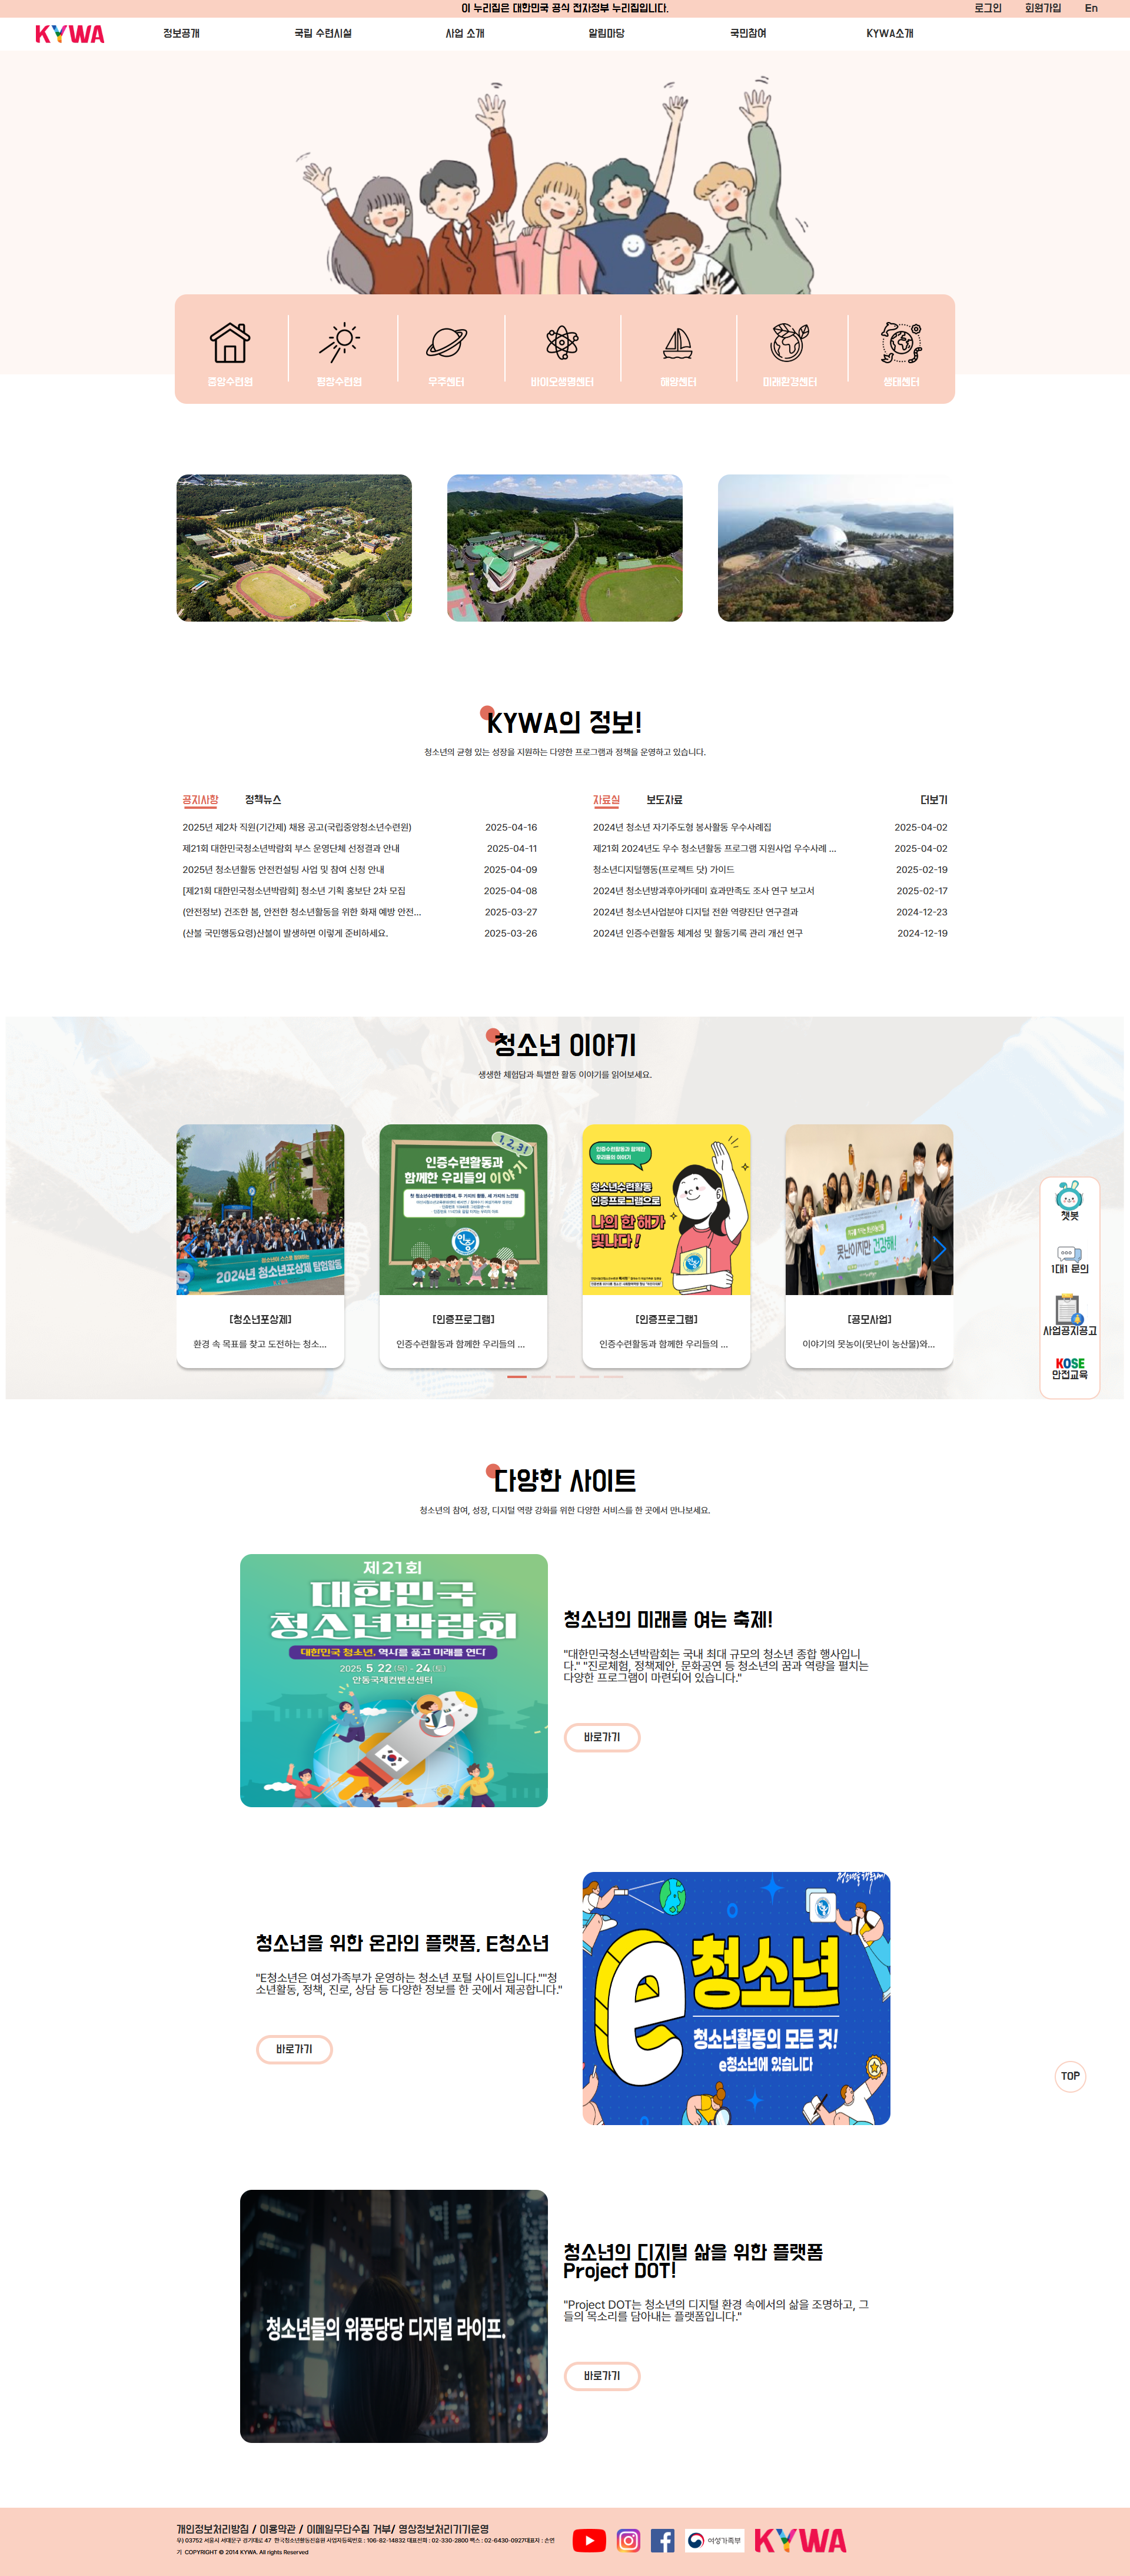 이 누리집은 대한민국 공식 전자정부 누리집입니다.
로그인 회원가입 En
KYWA 정보공개 국립 수련시설 사업 소개 알림마당 국민참여 KYWA소개
중앙수련원 평창수련원 우주센터 바이오생명센터 해양센터 미래환경센터 생태센터
KYWA의 정보!
청소년의 균형 있는 성장을 지원하는 다양한 프로그램과 정책을 운영하고 있습니다.
공지사항 정책뉴스
2025년 제2차 직원(기간제) 채용 공고(국립중앙청소년수련원) 2025-04-16
제21회 대한민국청소년박람회 부스 운영단체 선정결과 안내 2025-04-11
2025년 청소년활동 안전컨설팅 사업 및 참여 신청 안내 2025-04-09
[제21회 대한민국청소년박람회] 청소년 기획 홍보단 2차 모집 2025-04-08
(안전정보) 건조한 봄, 안전한 청소년활동을 위한 화재 예방 안전... 2025-03-27
(산불 국민행동요령)산불이 발생하면 이렇게 준비하세요. 2025-03-26
자료실 보도자료 더보기
2024년 청소년 자기주도형 봉사활동 우수사례집 2025-04-02
제21회 2024년도 우수 청소년활동 프로그램 지원사업 우수사례 ... 2025-04-02
청소년디지털행동(프로젝트 닷) 가이드 2025-02-19
2024년 청소년방과후아카데미 효과만족도 조사 연구 보고서 2025-02-17
2024년 청소년사업분야 디지털 전환 역량진단 연구결과 2024-12-23
2024년 인증수련활동 체계성 및 활동기록 관리 개선 연구 2024-12-19
청소년 이야기
생생한 체험담과 특별한 활동 이야기를 읽어보세요.
2024년 청소년포상제 탐험활동
[청소년포상제]
환경 속 목표를 찾고 도전하는 청소...
1, 2, 3!
인증수련활동과
함께한 우리들의 이야기
인증
[인증프로그램]
인증수련활동과 함께한 우리들의 ...
인증수련활동과 함께한
우리들의 이야기
청소년수련활동
인증프로그램으로
나의 한 해가
빛나다!
[인증프로그램]
인증수련활동과 함께한 우리들의 ...
못난이지만 건강해!
[공모사업]
이야기의 못농이(못난이 농산물)와...
챗봇
1대1 문의
사업공지공고
KOSE
안전교육
다양한 사이트
청소년의 참여, 성장, 디지털 역량 강화를 위한 다양한 서비스를 한 곳에서 만나보세요.
제21회
대한민국
청소년박람회
대한민국 청소년, 역사를 품고 미래를 연다
2025. 5.22(목)-24(토)
안동국제컨벤션센터
청소년의 미래를 여는 축제!
"대한민국청소년박람회는 국내 최대 규모의 청소년 종합 행사입니
다." "진로체험, 정책제안, 문화공연 등 청소년의 꿈과 역량을 펼치는
다양한 프로그램이 마련되어 있습니다."
바로가기
청소년을 위한 온라인 플랫폼, E청소년
"E청소년은 여성가족부가 운영하는 청소년 포털 사이트입니다.""청
소년활동, 정책, 진로, 상담 등 다양한 정보를 한 곳에서 제공합니다."
바로가기
e청소년
청소년활동의 모든 것!
e청소년에 있습니다
TOP
청소년들의 위풍당당 디지털 라이프.
청소년의 디지털 삶을 위한 플랫폼
Project DOT!
"Project DOT는 청소년의 디지털 환경 속에서의 삶을 조명하고, 그
들의 목소리를 담아내는 플랫폼입니다."
바로가기
개인정보처리방침 / 이용약관 / 이메일무단수집 거부/ 영상정보처리기기운영
우) 03752 서울시 서대문구 경기대로 47 한국청소년활동진흥원 사업자등록번호 : 106-82-14832 대표전화 : 02-330-2800 팩스 : 02-6430-0927대표자 : 손연
기 COPYRIGHT © 2014 KYWA. All rights Reserved
여성가족부 KYWA